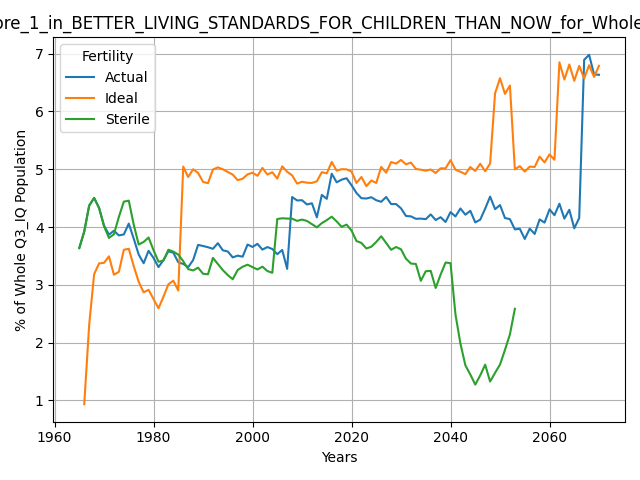 ore_1_in_BETTER_LIVING_STANDARDS_FOR_CHILDREN_THAN_NOW_for_Whole
Fertility
Actual
Ideal
Sterile
% of Whole Q3_IQ Population
7
6
5
4
3
2
1
1960 1980 2000 2020 2040 2060
Years